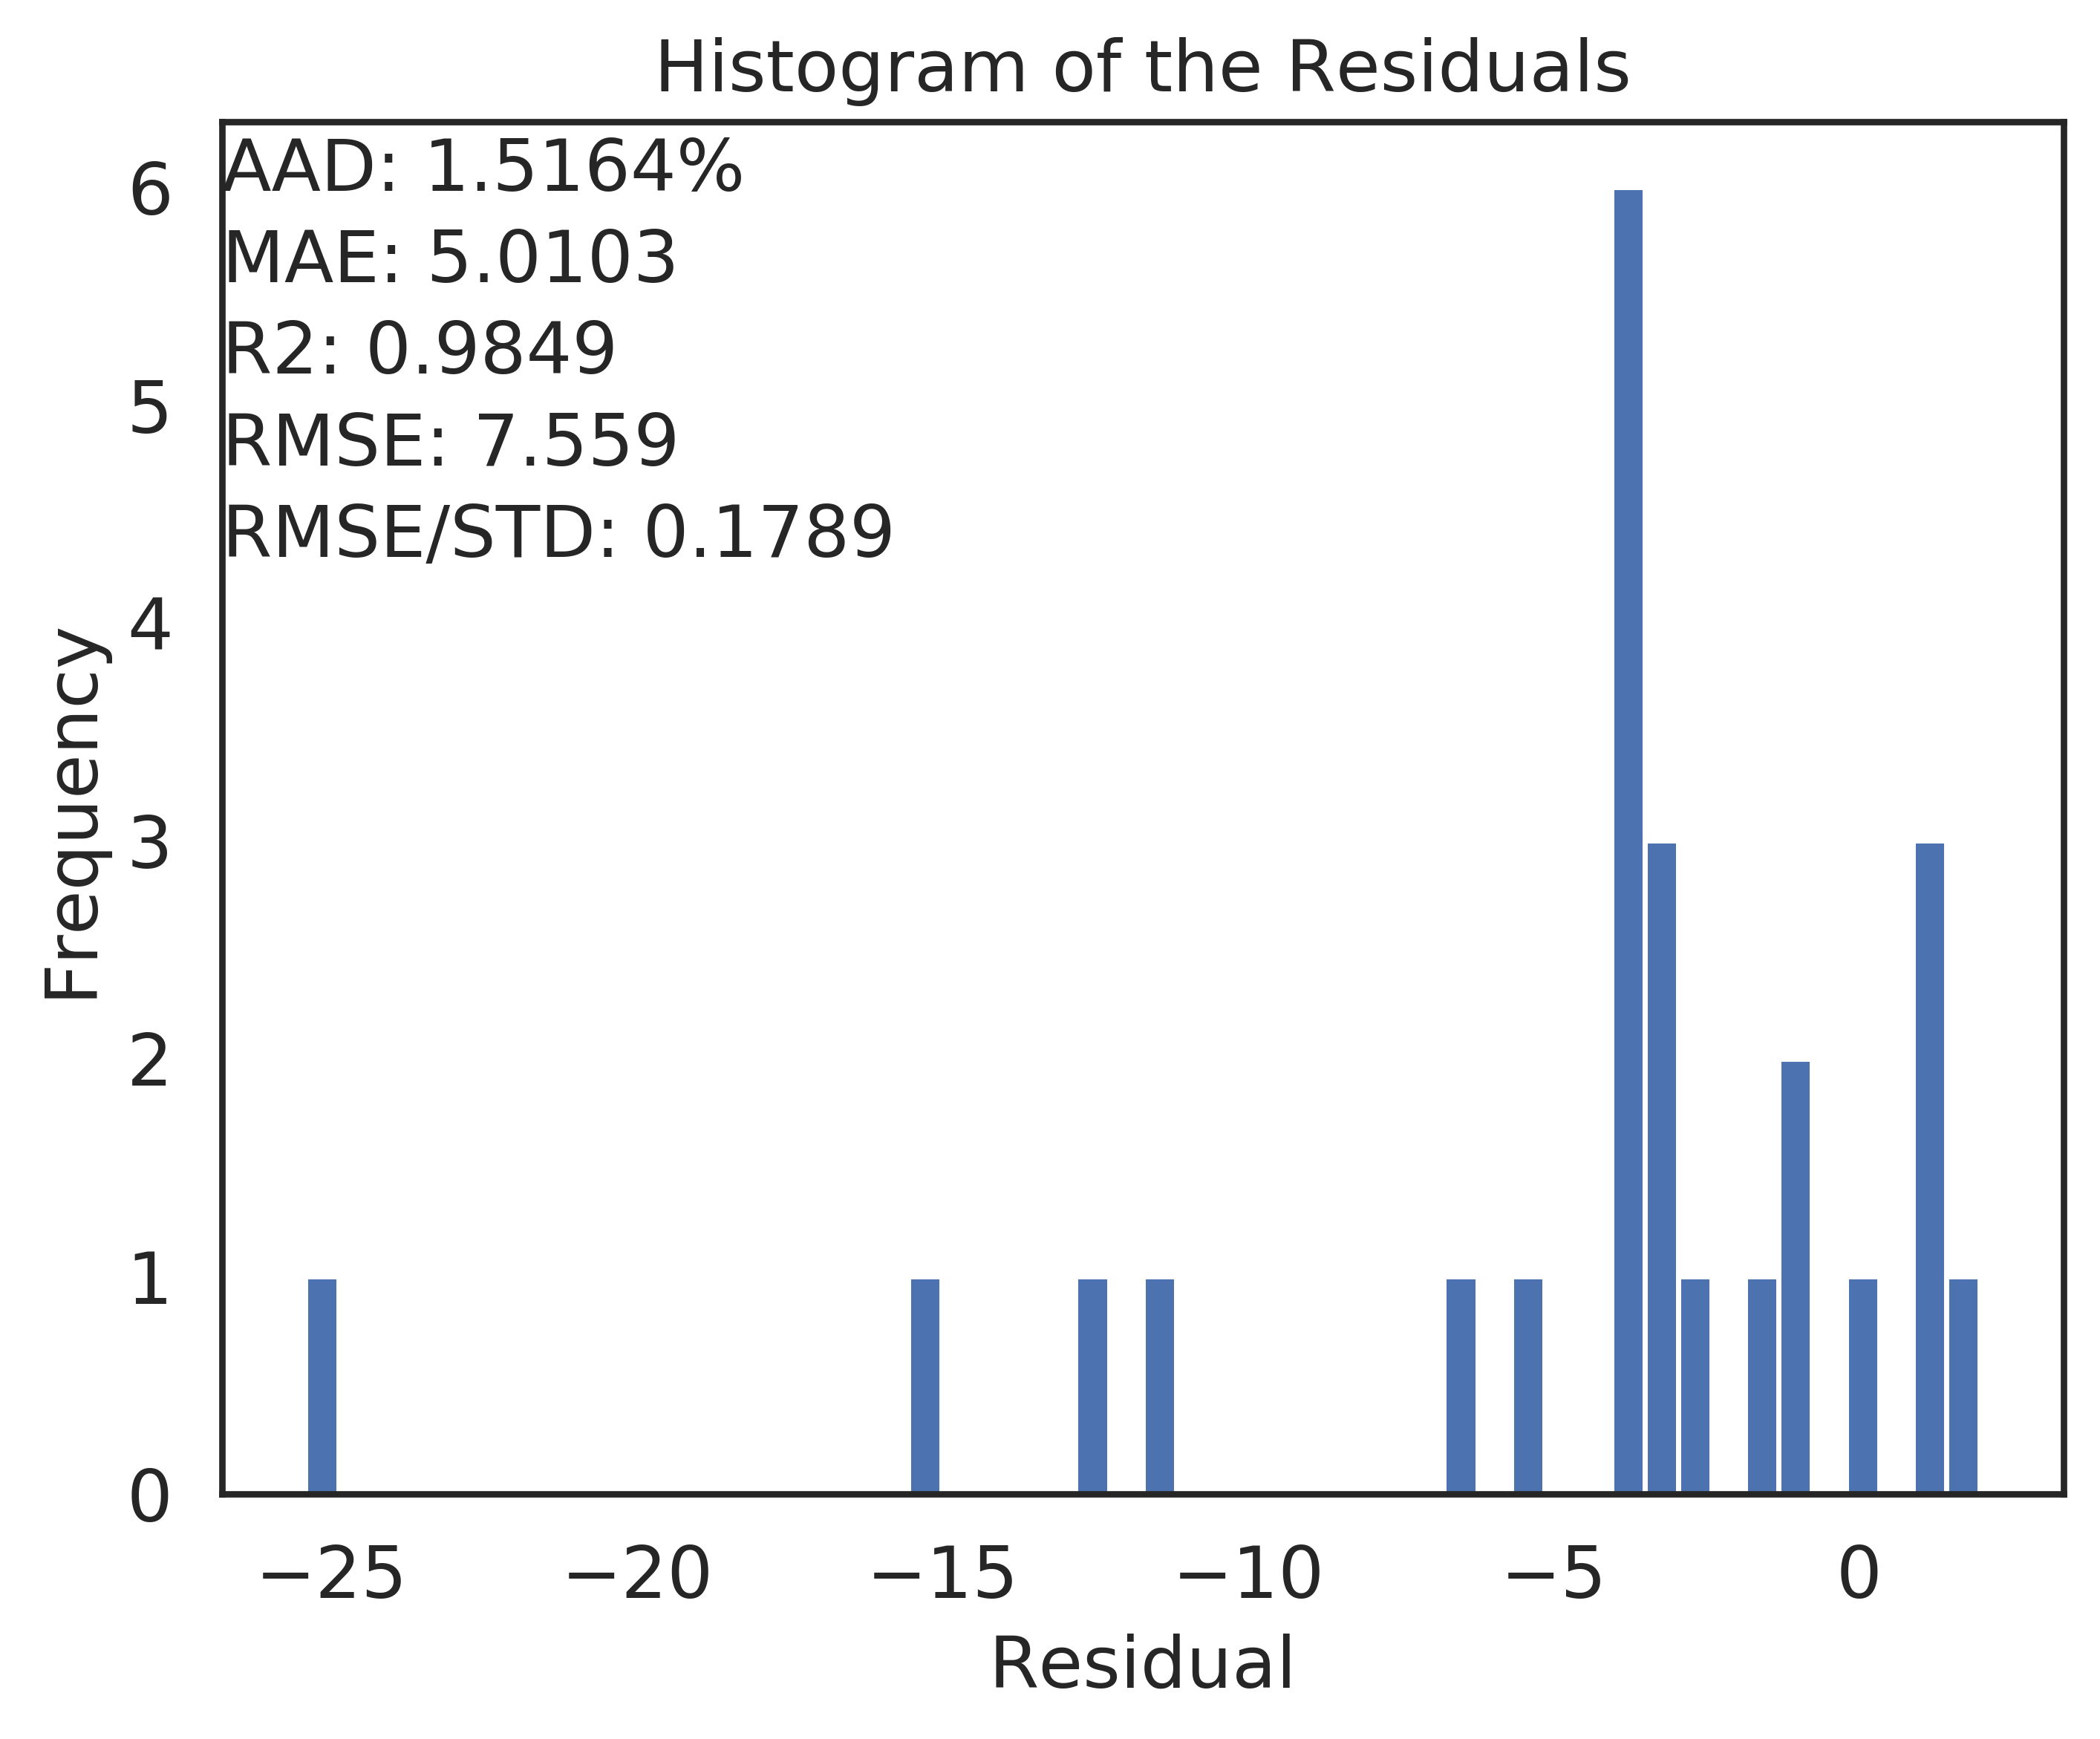 Histogram of the Residuals
AAD: 1.5164%
MAE: 5.0103
R2: 0.9849
RMSE: 7.559
RMSE/STD: 0.1789
Frequency
6
5
4
3
2
1
0
−25 −20 −15 −10 −5 0
Residual